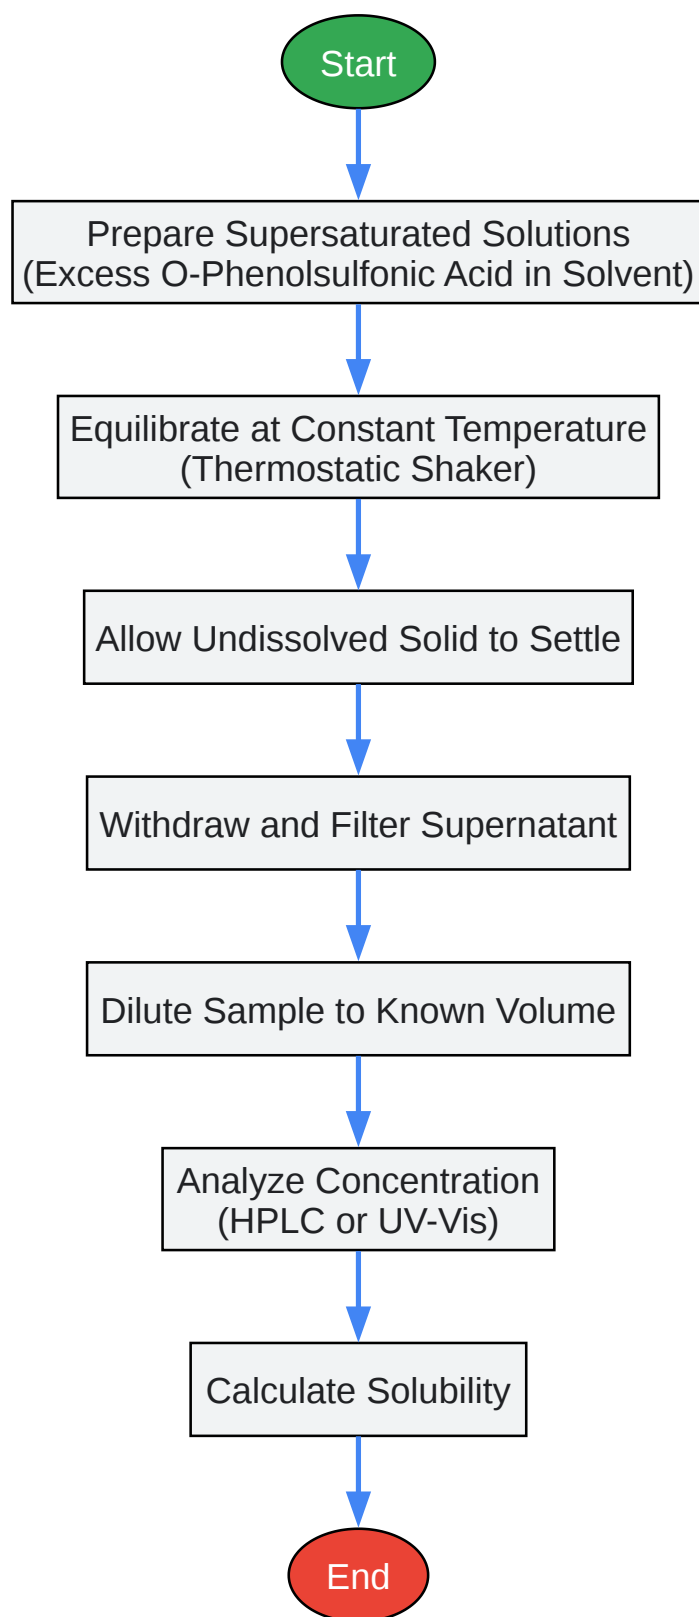 Start
Prepare Supersaturated Solutions
(Excess O-Phenolsulfonic Acid in Solvent)
Equilibrate at Constant Temperature
(Thermostatic Shaker)
Allow Undissolved Solid to Settle
Withdraw and Filter Supernatant
Dilute Sample to Known Volume
Analyze Concentration
(HPLC or UV-Vis)
Calculate Solubility
End